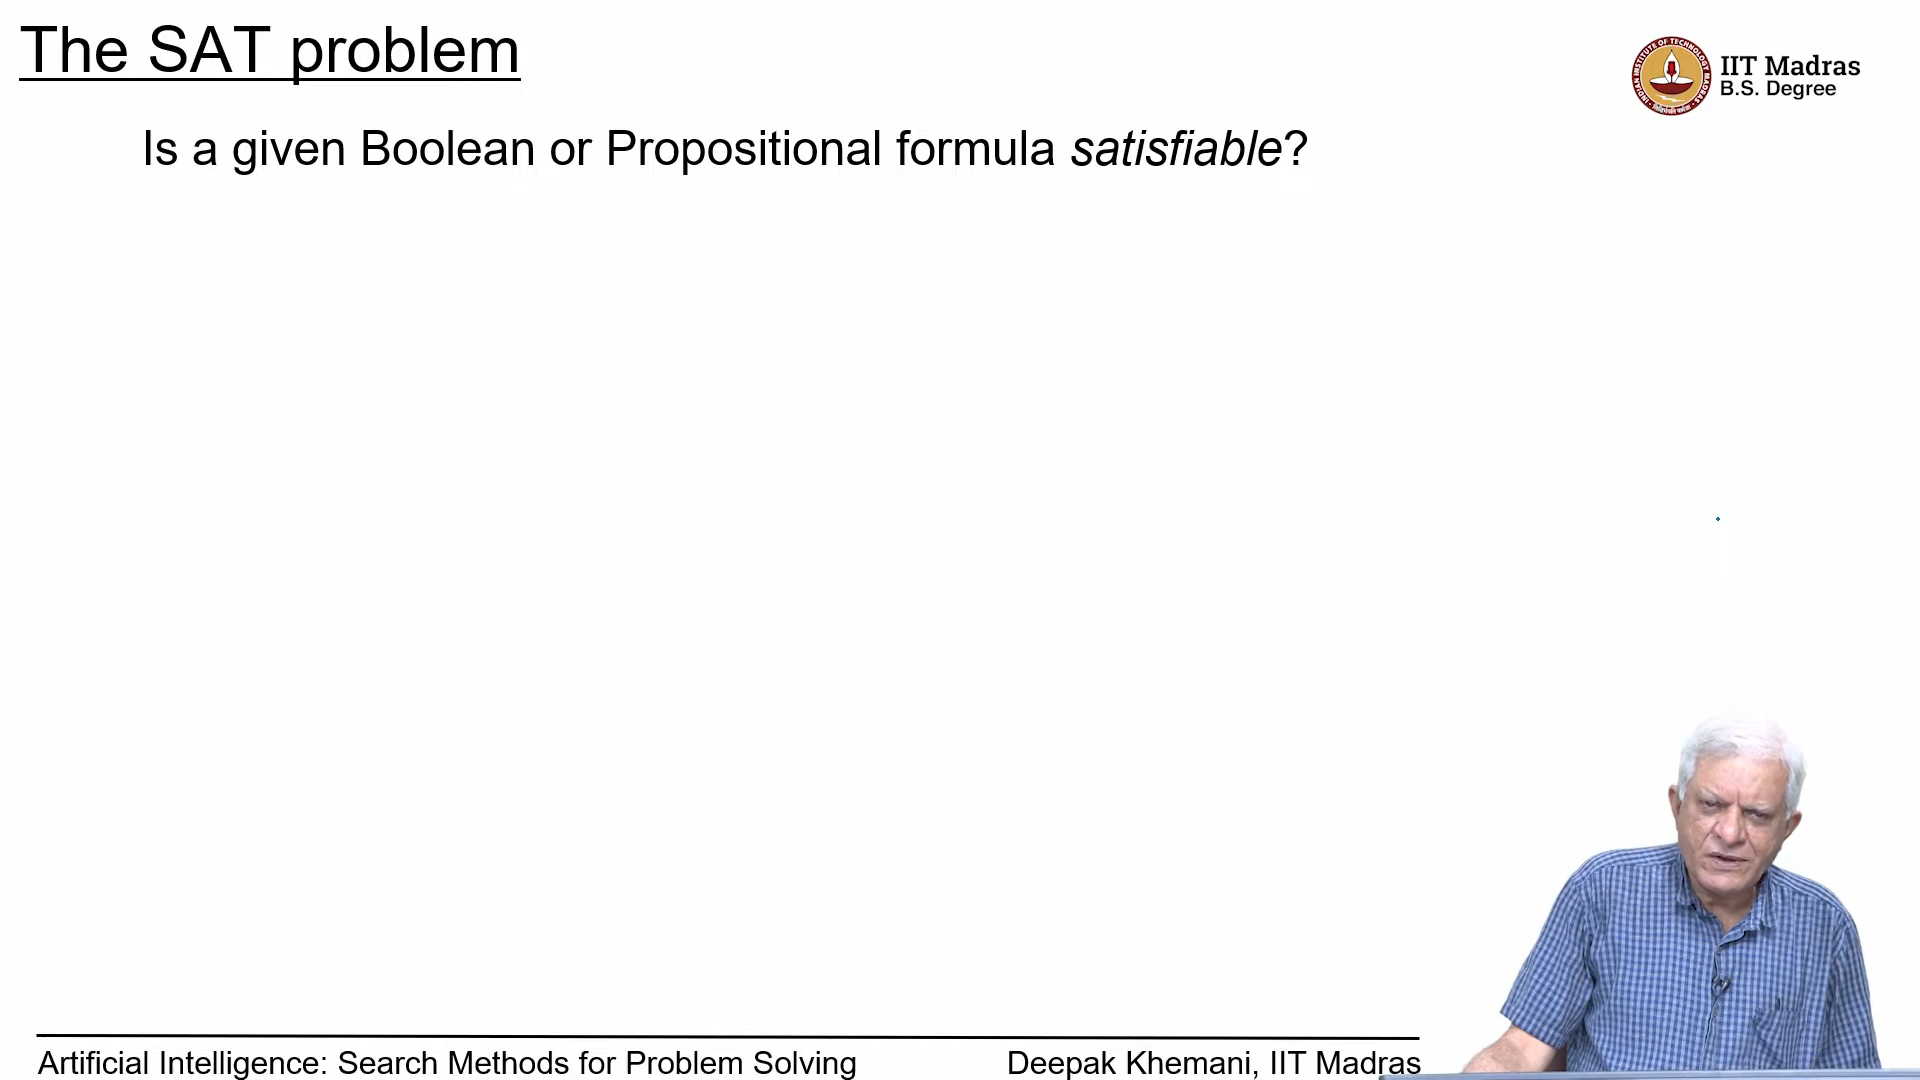 The SAT problem
IIT Madras
B.S. Degree
Is a given Boolean or Propositional formula satisfiable?
Artificial Intelligence: Search Methods for Problem Solving
Deepak Khemani, IIT Madras